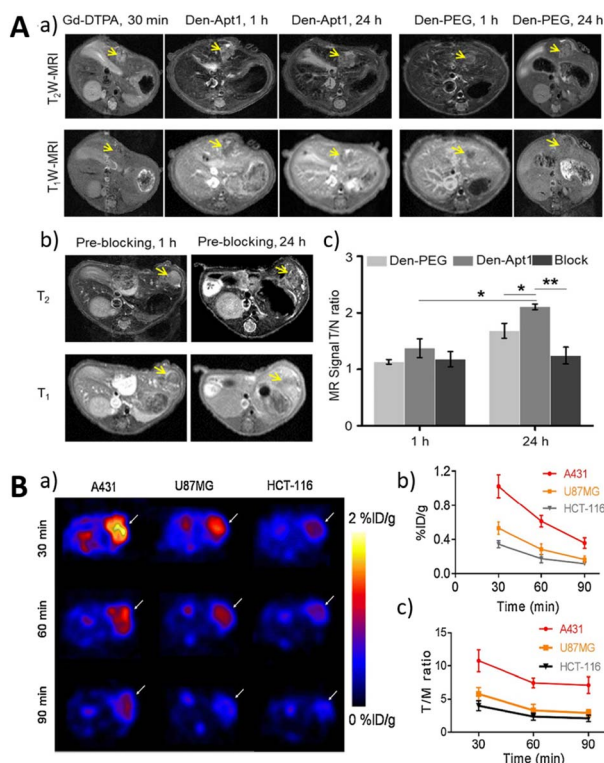 A
a)
Gd-DTPA, 30 min Den-Apt1, 1 h Den-Apt1, 24 h Den-PEG, 1 h Den-PEG, 24 h
T2W-MRI
T1W-MRI
b)
Pre-blocking, 1 h Pre-blocking, 24 h
T2
T1
c)
Den-PEG Den-Apt1 Block
MR Signal T/N ratio
3
2
1
0
* * **
1 h 24 h
B
a)
A431 U87MG HCT-116
30 min
60 min
90 min
2 %ID/g
0 %ID/g
b)
%ID/g
1.2
0.8
0.4
0.0
0 30 60 90
Time (min)
A431
U87MG
HCT-116
c)
T/M ratio
15
10
5
0
30 60 90
Time (min)
A431
U87MG
HCT-116